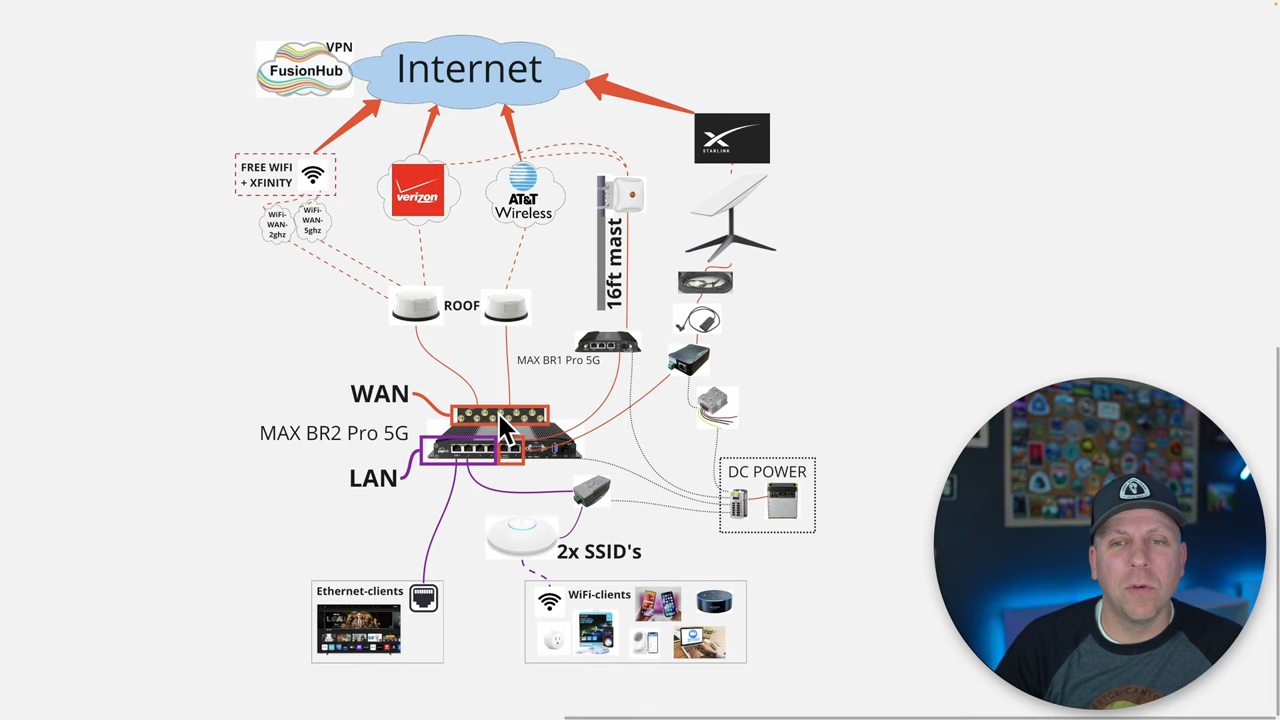 VPN
FusionHub
Internet
STARLINK
FREE WIFI
+ XFINITY
verizon
AT&T
Wireless
WiFi-
WAN-
2ghz
WiFi-
WAN-
5ghz
16ft mast
ROOF
MAX BR1 Pro 5G
WAN
MAX BR2 Pro 5G
LAN
DC POWER
2x SSID's
Ethernet-clients
WiFi-clients